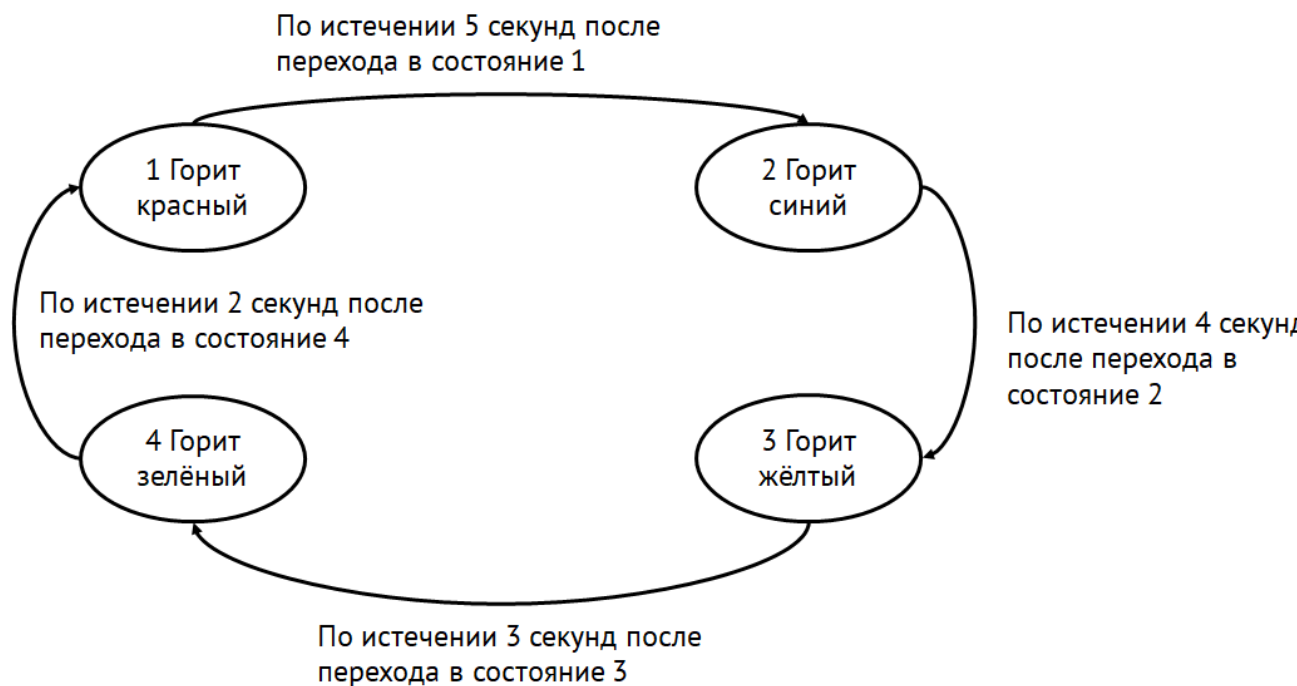 По истечении 5 секунд после
перехода в состояние 1
1 Горит
красный
2 Горит
синий
По истечении 2 секунд после
перехода в состояние 4
По истечении 4 секунд
после перехода в
состояние 2
4 Горит
зелёный
3 Горит
жёлтый
По истечении 3 секунд после
перехода в состояние 3